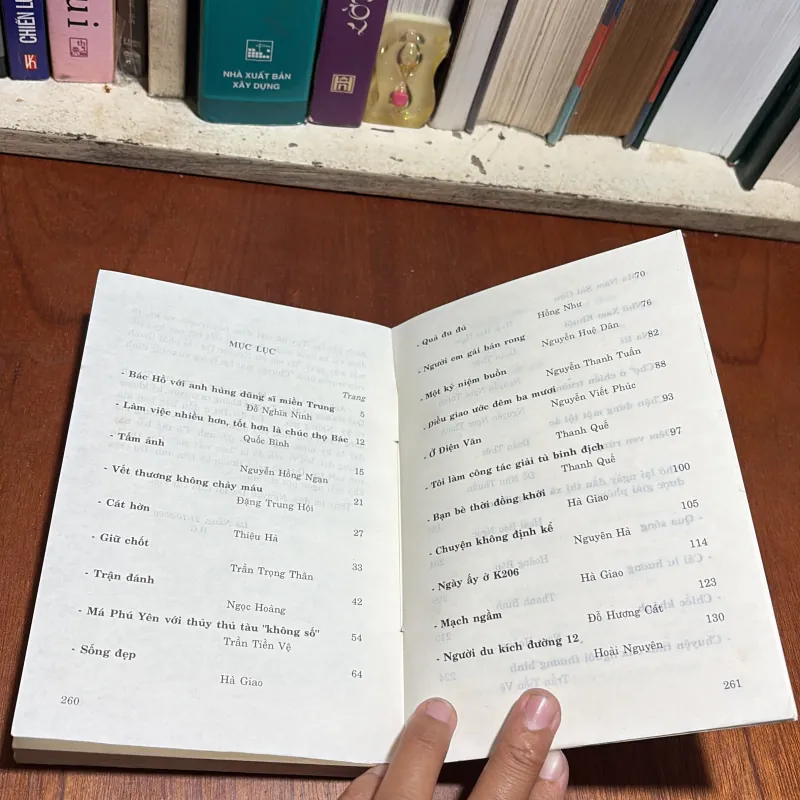 CHIẾN L
ui
NHÀ XUẤT BẢN
XÂY DỰNG
MỤC LỤC
Trang
- Bác Hồ với anh hùng dũng sĩ miền Trung 5
Đỗ Nghĩa Ninh
- Làm việc nhiều hơn, tốt hơn là chúc thọ Bác 12
Quốc Bình
- Tấm ảnh 15
Nguyễn Hồng Ngạn
- Vết thương không chảy máu 21
Đặng Trung Hội
- Cát hờn 27
Thiệu Hà
- Giữ chốt 33
Trần Trọng Thân
- Trận đánh 42
Ngọc Hoàng
- Má Phú Yên với thủy thủ tàu "không số" 54
Trần Tiền Vệ
- Sống đẹp 64
Hà Giao
260
- Quả đu đủ 70
Hồng Như
- Người em gái bán rong 76
Nguyễn Huệ Dân
- Một kỷ niệm buồn 82
Nguyễn Thanh Tuấn
- Điều giao ước đêm ba mươi 88
Nguyễn Viết Phúc
- Ở Điện Văn 93
Thanh Quế
- Tôi làm công tác giải tù binh địch 97
Thanh Quế
- Bạn bè thời đồng khởi 100
Hà Giao
- Chuyện không định kể 105
Nguyên Hà
- Ngày ấy ở K206 114
Hà Giao
- Mạch ngầm 123
Đỗ Hương Cát
- Người du kích đường 12 130
Hoài Nguyên
261